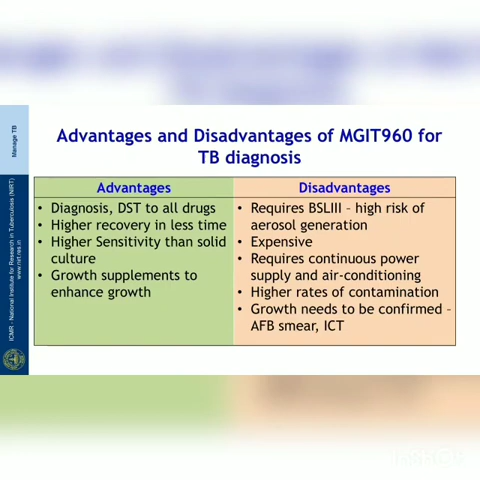 Advantages and Disadvantages of MGIT960 for
TB diagnosis
Manage TB
ICMR - National Institute for Research in Tuberculosis (NIRT)
www.nirt.res.in
Advantages
• Diagnosis, DST to all drugs
• Higher recovery in less time
• Higher Sensitivity than solid
culture
• Growth supplements to
enhance growth
Disadvantages
• Requires BSLIII – high risk of
aerosol generation
• Expensive
• Requires continuous power
supply and air-conditioning
• Higher rates of contamination
• Growth needs to be confirmed –
AFB smear, ICT